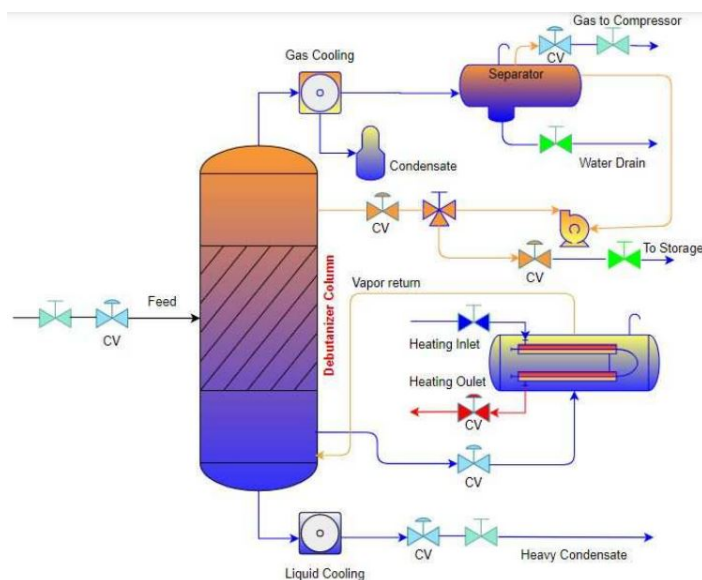 Gas to Compressor
Gas Cooling
CV
Separator
Condensate
Water Drain
CV
To Storage
CV
Feed
Vapor return
CV
Debutanizer Column
Heating Inlet
Heating Oulet
CV
CV
CV
Heavy Condensate
Liquid Cooling